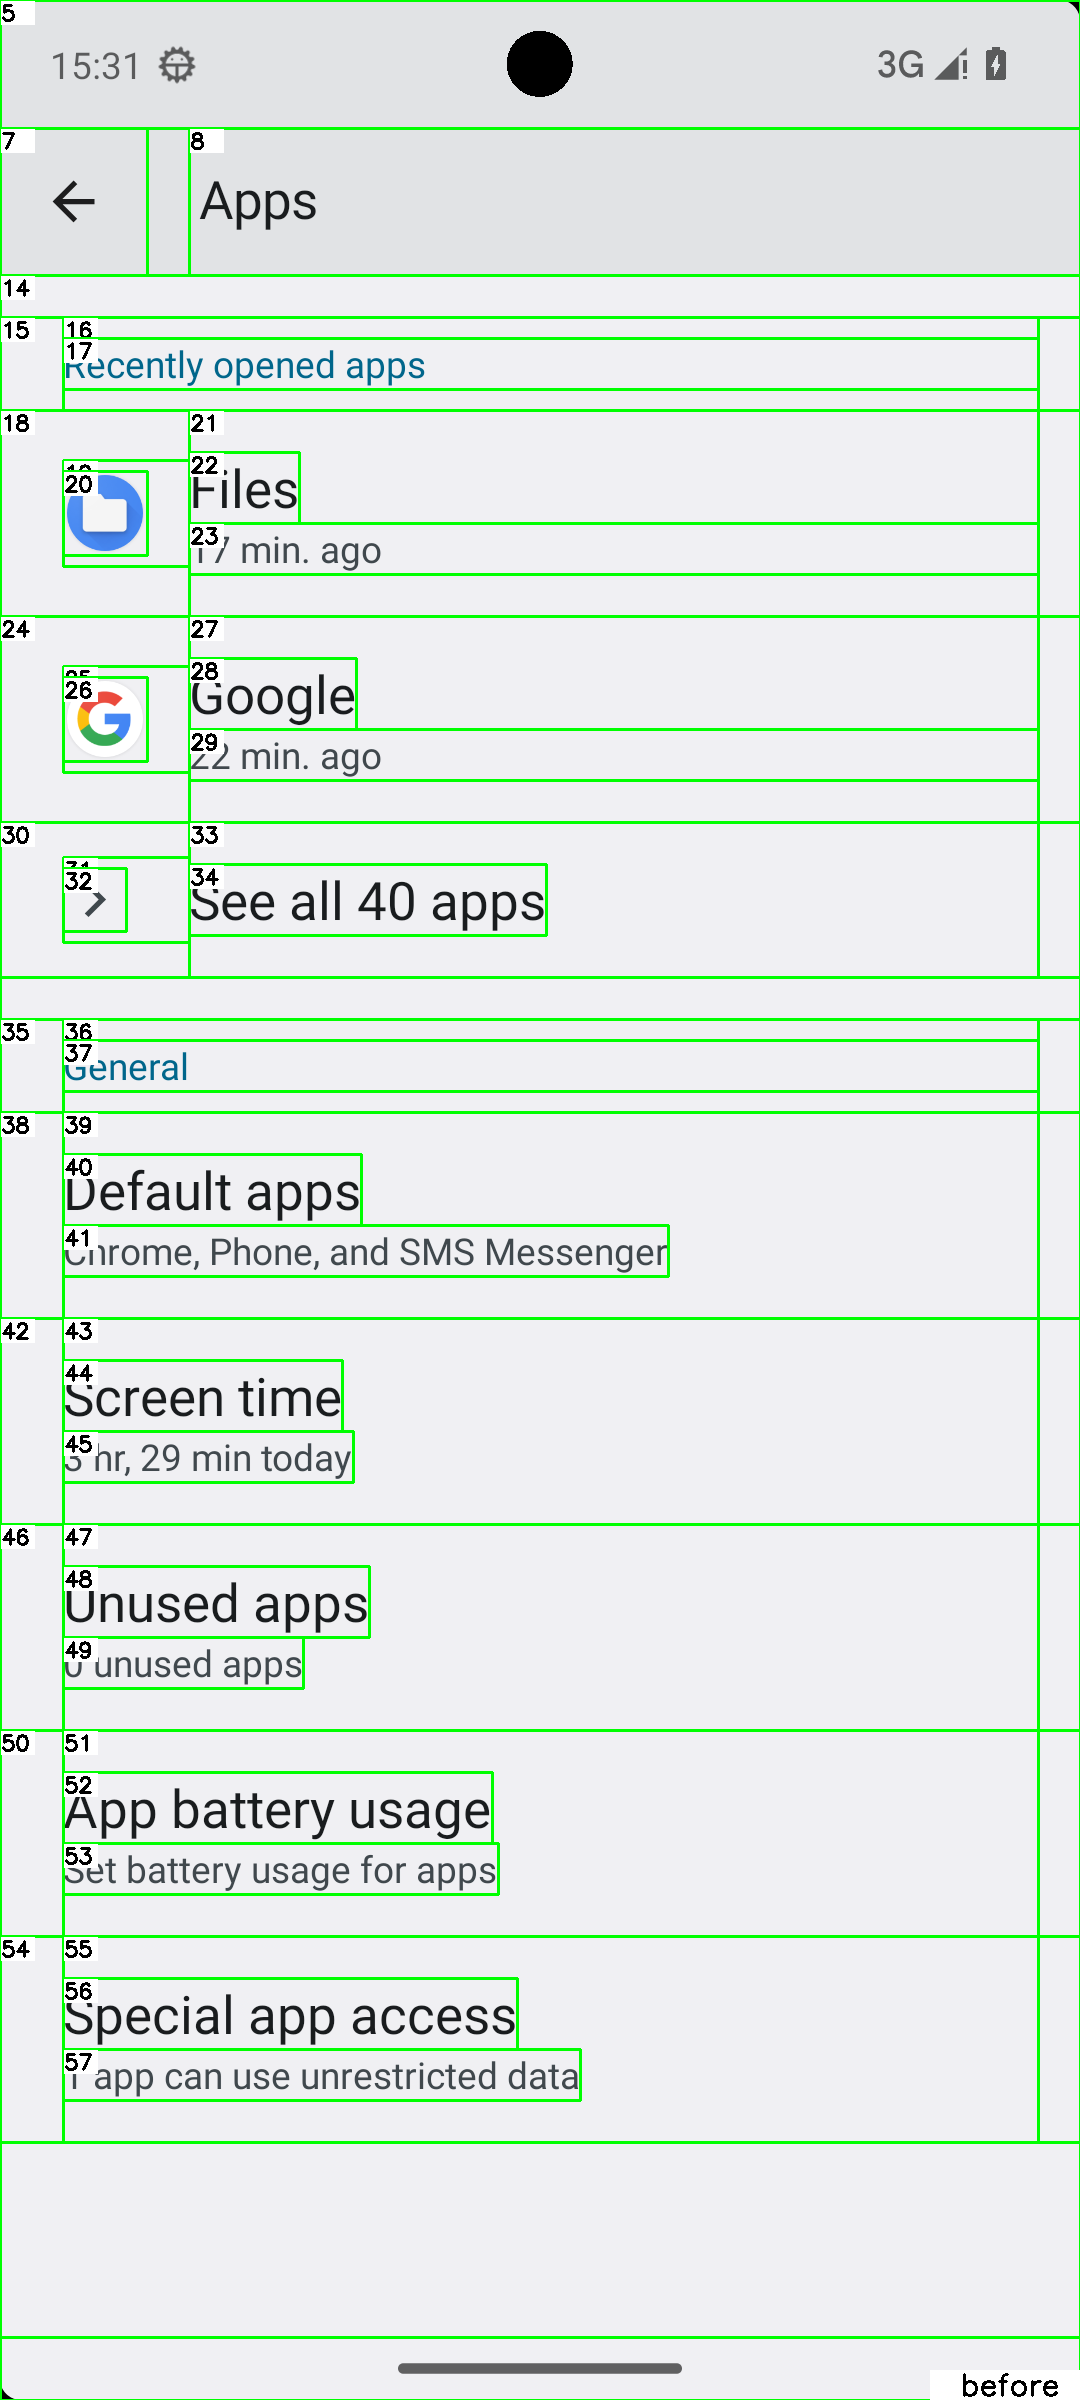 5
15:31
3G
7
8
Apps
14
15
16
17
Recently opened apps
18
21
20
22
Files
23
17 min. ago
24
27
26
28
Google
29
22 min. ago
30
33
32
34
See all 40 apps
35
36
37
General
38
39
40
Default apps
41
Chrome, Phone, and SMS Messenger
42
43
44
Screen time
45
3 hr, 29 min today
46
47
48
Unused apps
49
0 unused apps
50
51
52
App battery usage
53
Set battery usage for apps
54
55
56
Special app access
57
1 app can use unrestricted data
before